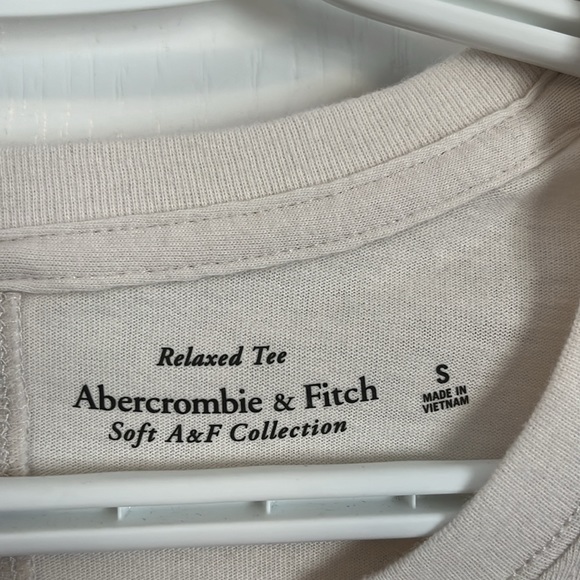 Relaxed Tee
Abercrombie & Fitch
Soft A&F Collection
S
MADE IN
VIETNAM